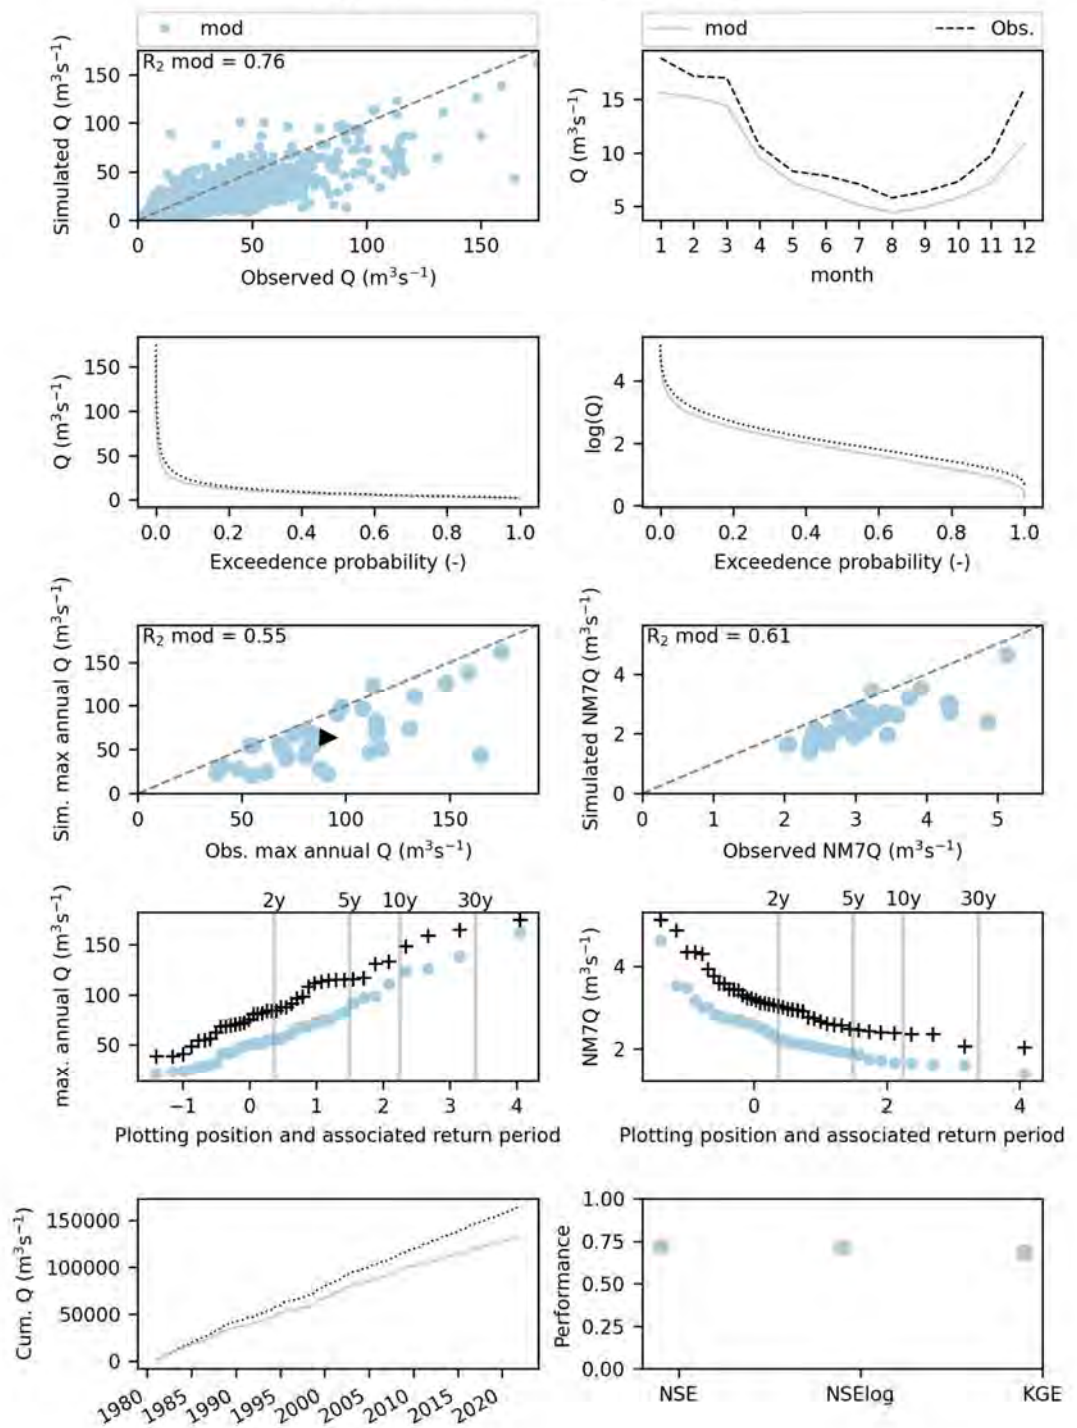 mod
mod Obs.
R₂ mod = 0.76
Simulated Q (m³s⁻¹)
150
100
50
0
0 50 100 150
Observed Q (m³s⁻¹)
Q (m³s⁻¹)
15
10
5
1 2 3 4 5 6 7 8 9 10 11 12
month
Q (m³s⁻¹)
150
100
50
0
0.0 0.2 0.4 0.6 0.8 1.0
Exceedence probability (-)
log(Q)
4
2
0
0.0 0.2 0.4 0.6 0.8 1.0
Exceedence probability (-)
R₂ mod = 0.55
Sim. max annual Q (m³s⁻¹)
150
100
50
0
0 50 100 150
Obs. max annual Q (m³s⁻¹)
R₂ mod = 0.61
Simulated NM7Q (m³s⁻¹)
4
2
0
0 1 2 3 4 5
Observed NM7Q (m³s⁻¹)
2y 5y 10y 30y
max. annual Q (m³s⁻¹)
150
100
50
−1 0 1 2 3 4
Plotting position and associated return period
2y 5y 10y 30y
NM7Q (m³s⁻¹)
4
2
0 2 4
Plotting position and associated return period
Cum. Q (m³s⁻¹)
150000
100000
50000
0
1980 1985 1990 1995 2000 2005 2010 2015 2020
Performance
1.00
0.75
0.50
0.25
0.00
NSE NSElog KGE